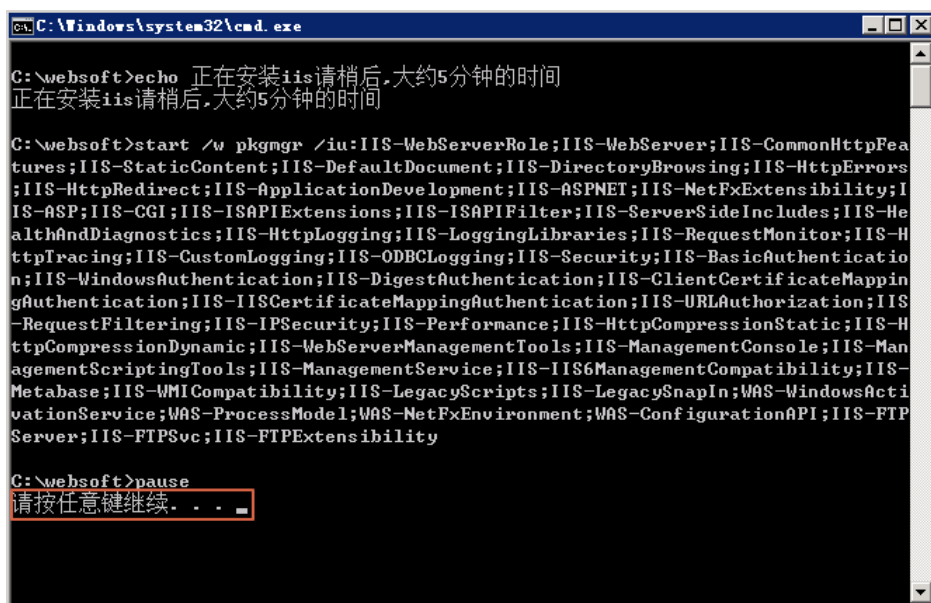 C:\Windows\system32\cmd.exe
C:\websoft>echo 正在安装iis请梢后,大约5分钟的时间
正在安装iis请梢后,大约5分钟的时间
C:\websoft>start /w pkgmgr /iu:IIS-WebServerRole;IIS-WebServer;IIS-CommonHttpFea
tures;IIS-StaticContent;IIS-DefaultDocument;IIS-DirectoryBrowsing;IIS-HttpErrors
;IIS-HttpRedirect;IIS-ApplicationDevelopment;IIS-ASPNET;IIS-NetFxExtensibility;I
IS-ASP;IIS-CGI;IIS-ISAPIExtensions;IIS-ISAPIFilter;IIS-ServerSideIncludes;IIS-He
althAndDiagnostics;IIS-HttpLogging;IIS-LoggingLibraries;IIS-RequestMonitor;IIS-H
ttpTracing;IIS-CustomLogging;IIS-ODBCLogging;IIS-Security;IIS-BasicAuthenticatio
n;IIS-WindowsAuthentication;IIS-DigestAuthentication;IIS-ClientCertificateMappin
gAuthentication;IIS-IISCertificateMappingAuthentication;IIS-URLAuthorization;IIS
-RequestFiltering;IIS-IPSecurity;IIS-Performance;IIS-HttpCompressionStatic;IIS-H
ttpCompressionDynamic;IIS-WebServerManagementTools;IIS-ManagementConsole;IIS-Man
agementScriptingTools;IIS-ManagementService;IIS-IIS6ManagementCompatibility;IIS-
Metabase;IIS-WMICompatibility;IIS-LegacyScripts;IIS-LegacySnapIn;WAS-WindowsActi
vationService;WAS-ProcessModel;WAS-NetFxEnvironment;WAS-ConfigurationAPI;IIS-FTP
Server;IIS-FTPSvc;IIS-FTPExtensibility
C:\websoft>pause
请按任意键继续. . .